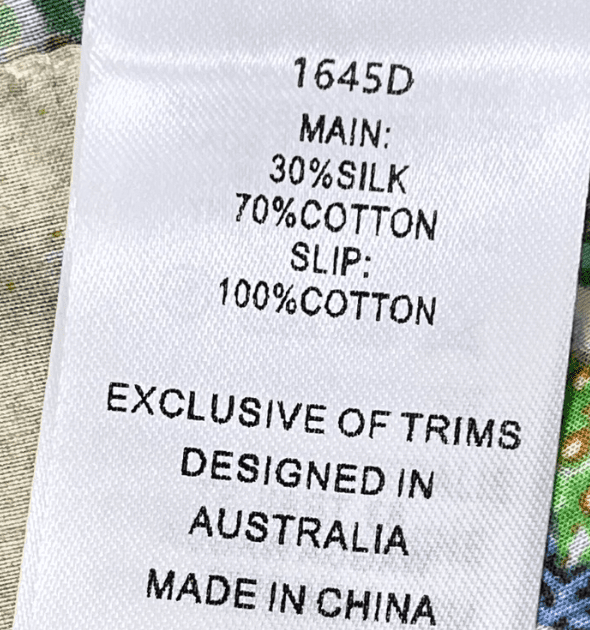 1645D
MAIN:
30%SILK
70%COTTON
SLIP:
100%COTTON
EXCLUSIVE OF TRIMS
DESIGNED IN
AUSTRALIA
MADE IN CHINA